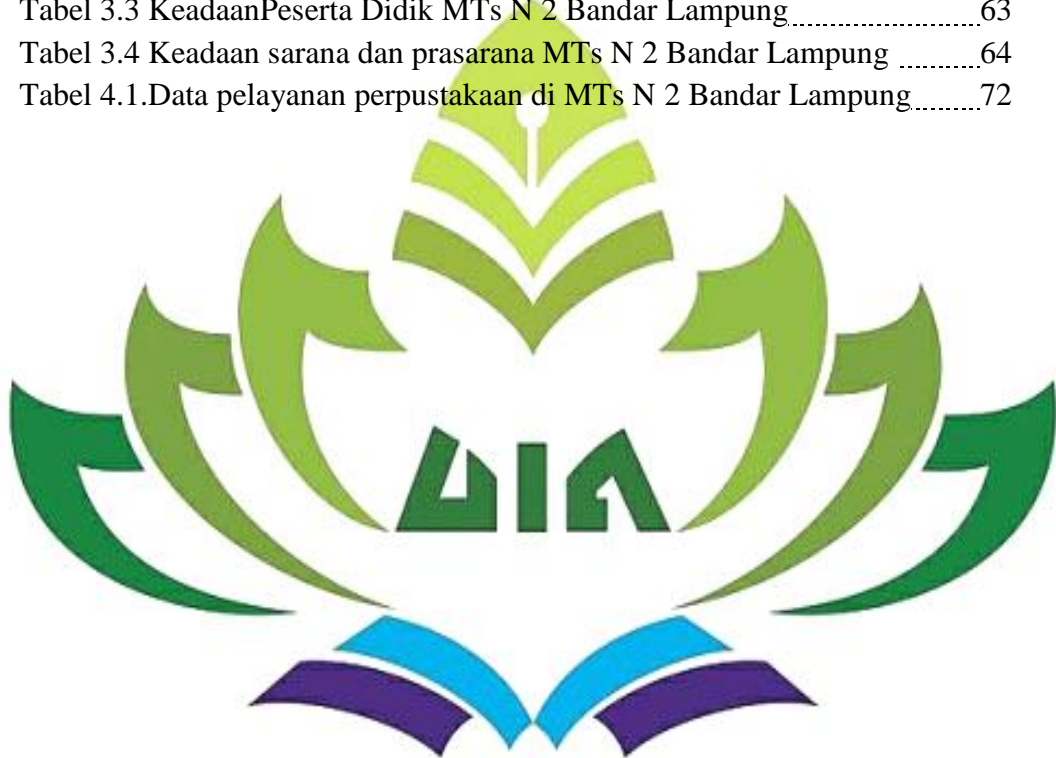 Tabel 3.3 KeadaanPeserta Didik MTs N 2 Bandar Lampung 63
Tabel 3.4 Keadaan sarana dan prasarana MTs N 2 Bandar Lampung 64
Tabel 4.1.Data pelayanan perpustakaan di MTs N 2 Bandar Lampung 72
UIN